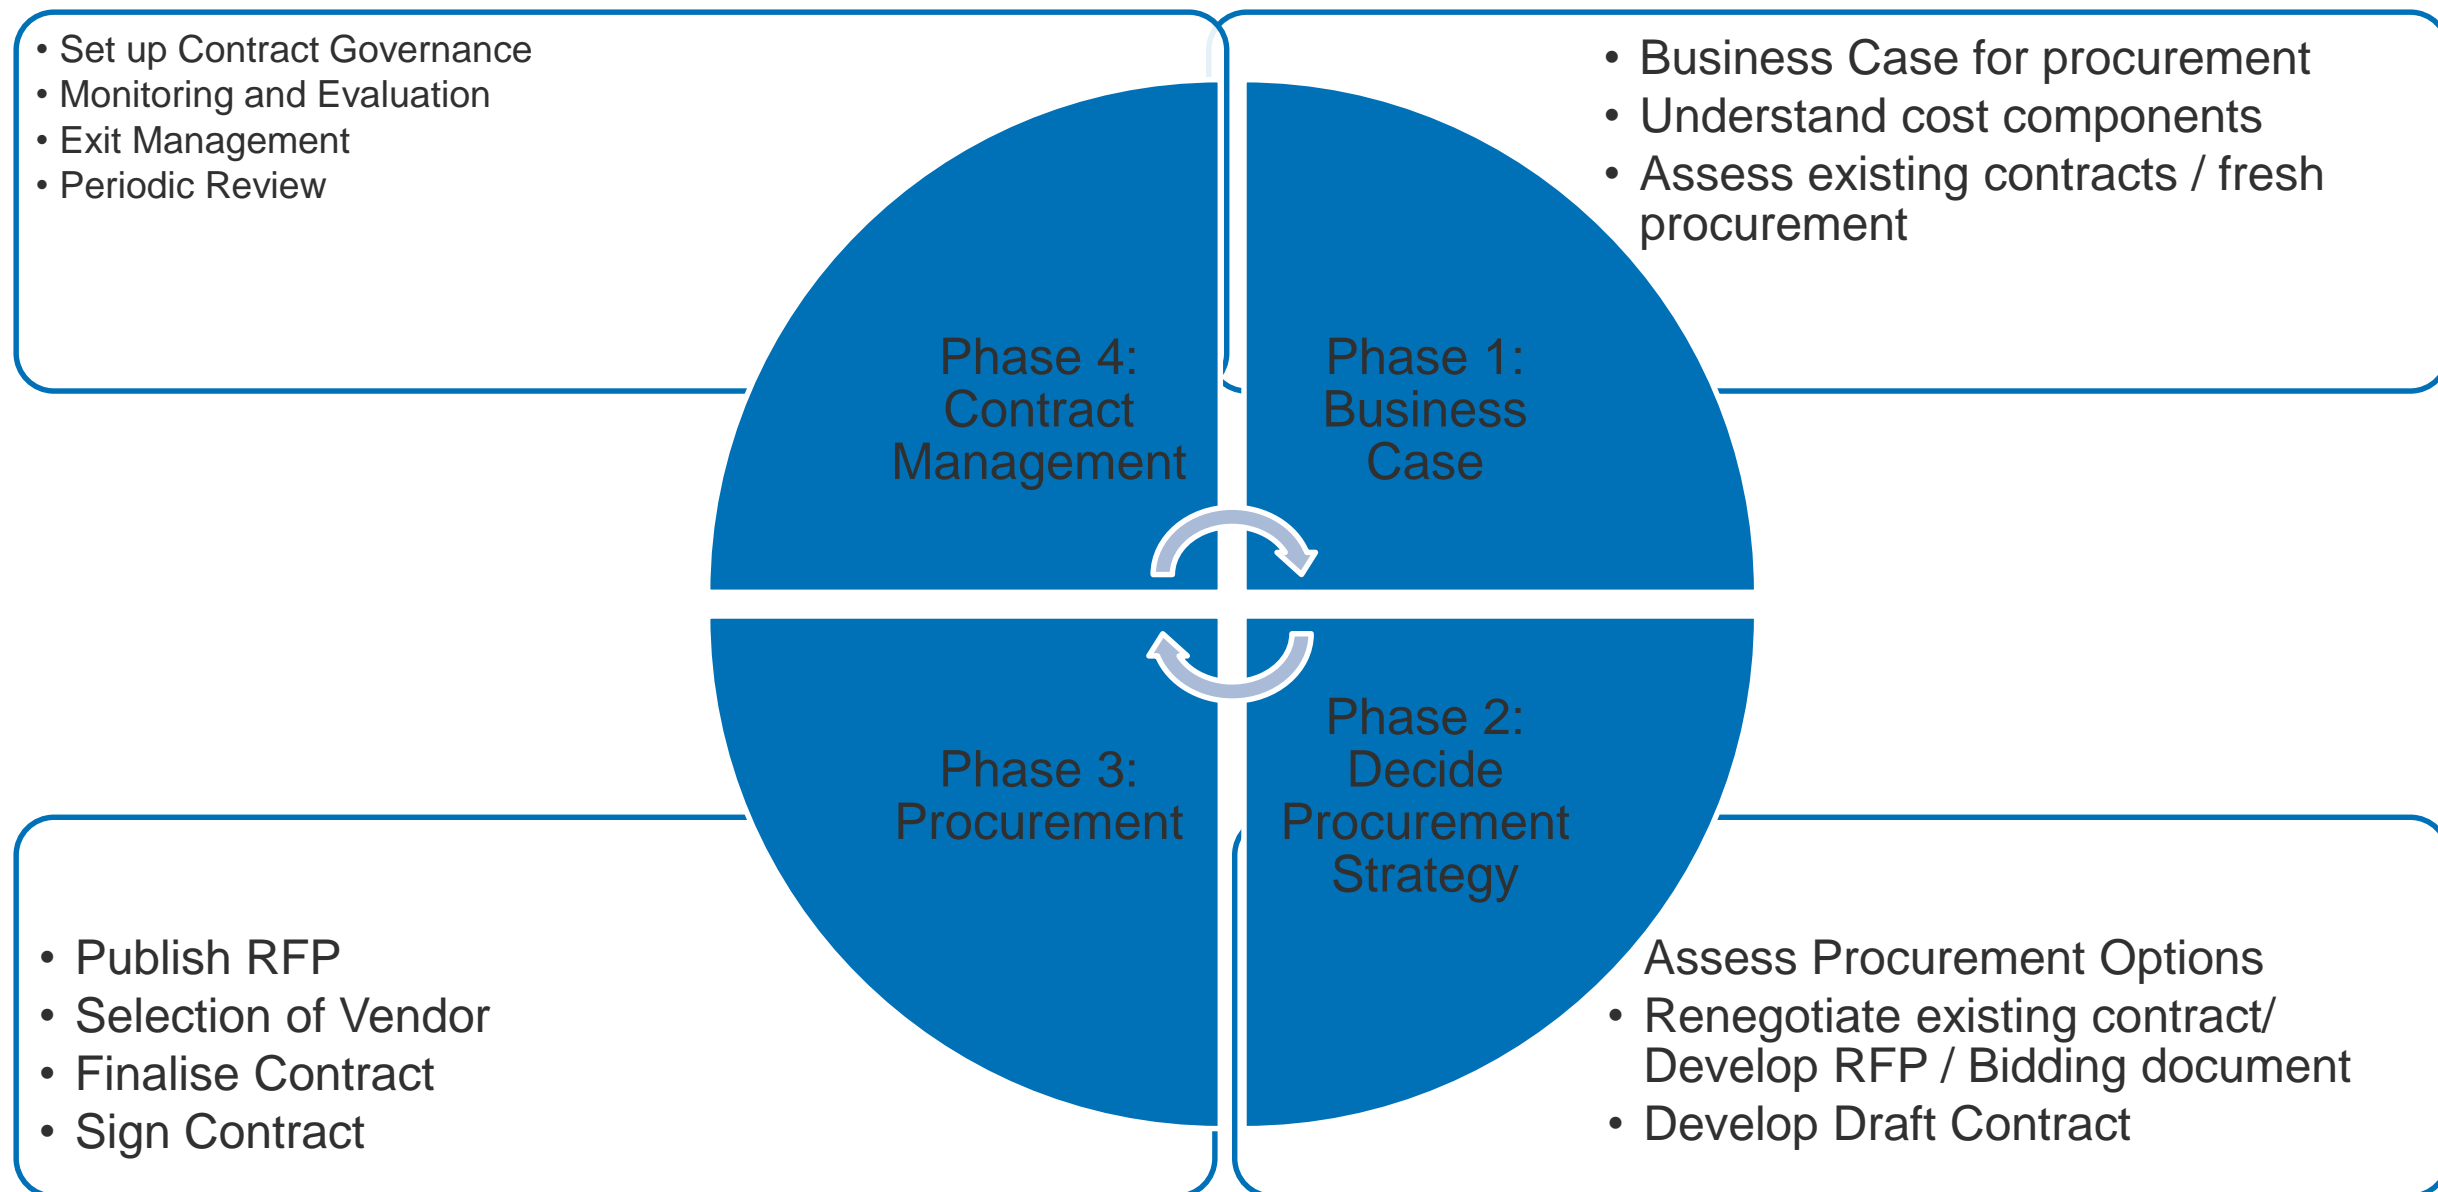 • Set up Contract Governance
• Monitoring and Evaluation
• Exit Management
• Periodic Review
• Business Case for procurement
• Understand cost components
• Assess existing contracts / fresh
procurement
Phase 4:
Contract
Management
Phase 1:
Business
Case
Phase 3:
Procurement
Phase 2:
Decide
Procurement
Strategy
• Publish RFP
• Selection of Vendor
• Finalise Contract
• Sign Contract
Assess Procurement Options
• Renegotiate existing contract/
Develop RFP / Bidding document
• Develop Draft Contract